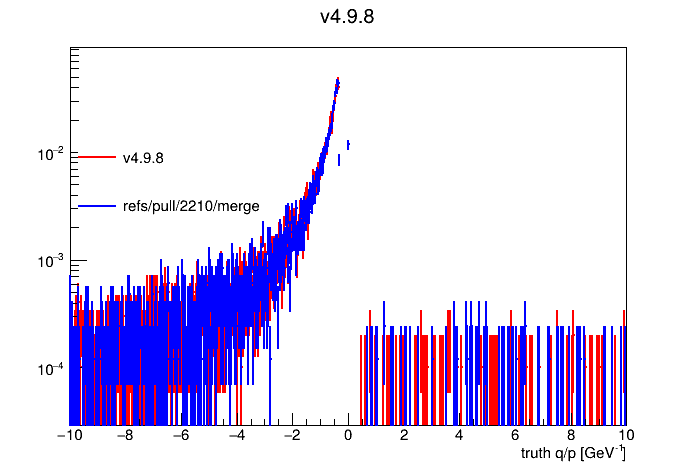 v4.9.8
10⁻²
v4.9.8
refs/pull/2210/merge
10⁻³
10⁻⁴
−10 −8 −6 −4 −2 0 2 4 6 8 10
truth q/p [GeV⁻¹]